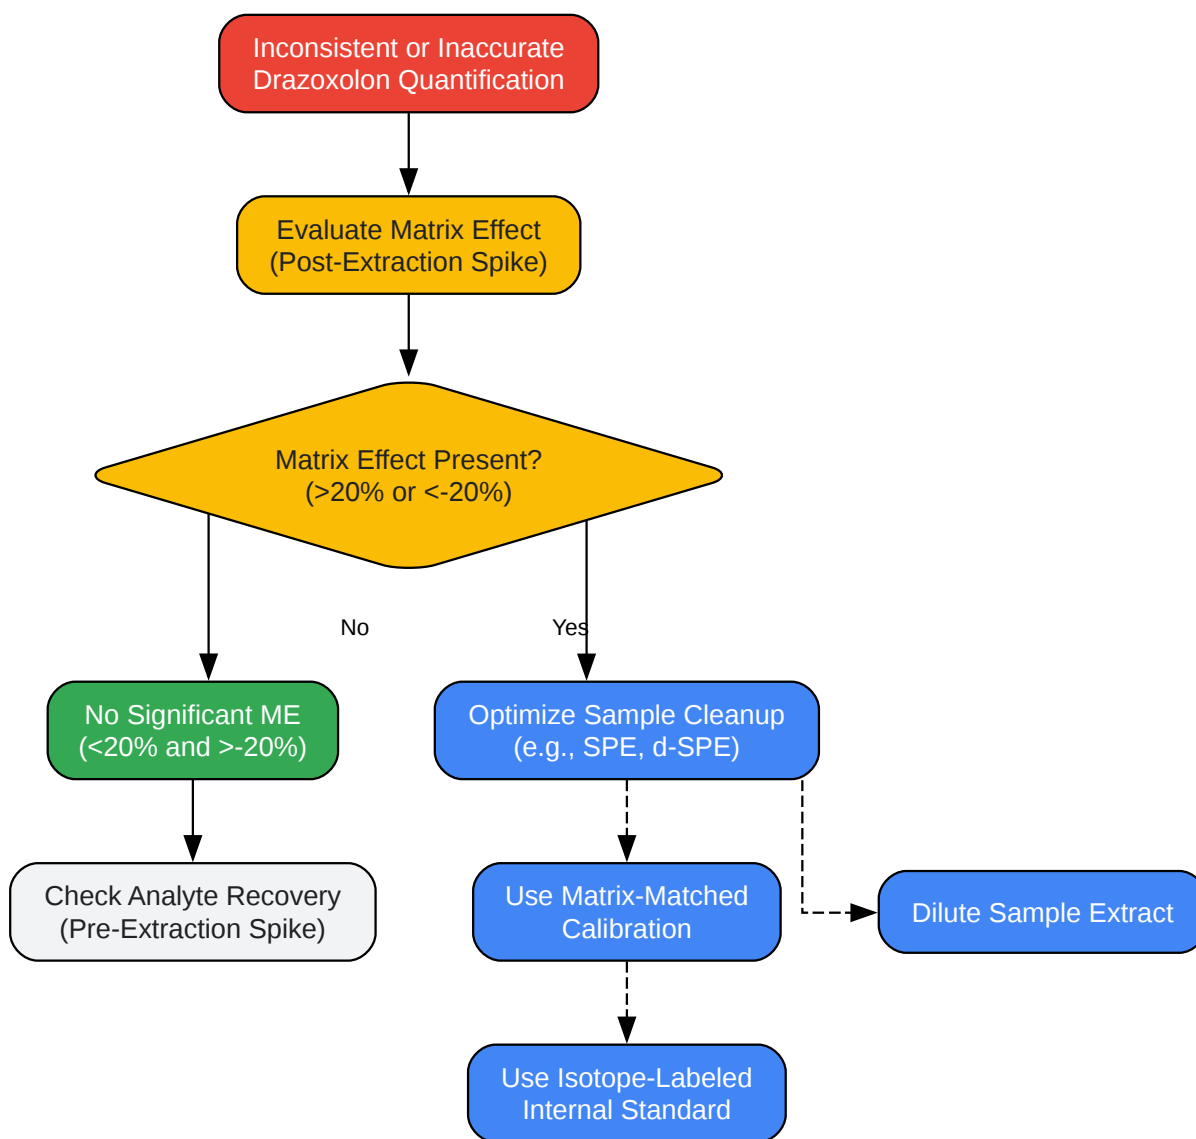 Inconsistent or Inaccurate
Drazoxolon Quantification
Evaluate Matrix Effect
(Post-Extraction Spike)
Matrix Effect Present?
(>20% or <-20%)
No
Yes
No Significant ME
(<20% and >-20%)
Optimize Sample Cleanup
(e.g., SPE, d-SPE)
Check Analyte Recovery
(Pre-Extraction Spike)
Use Matrix-Matched
Calibration
Dilute Sample Extract
Use Isotope-Labeled
Internal Standard